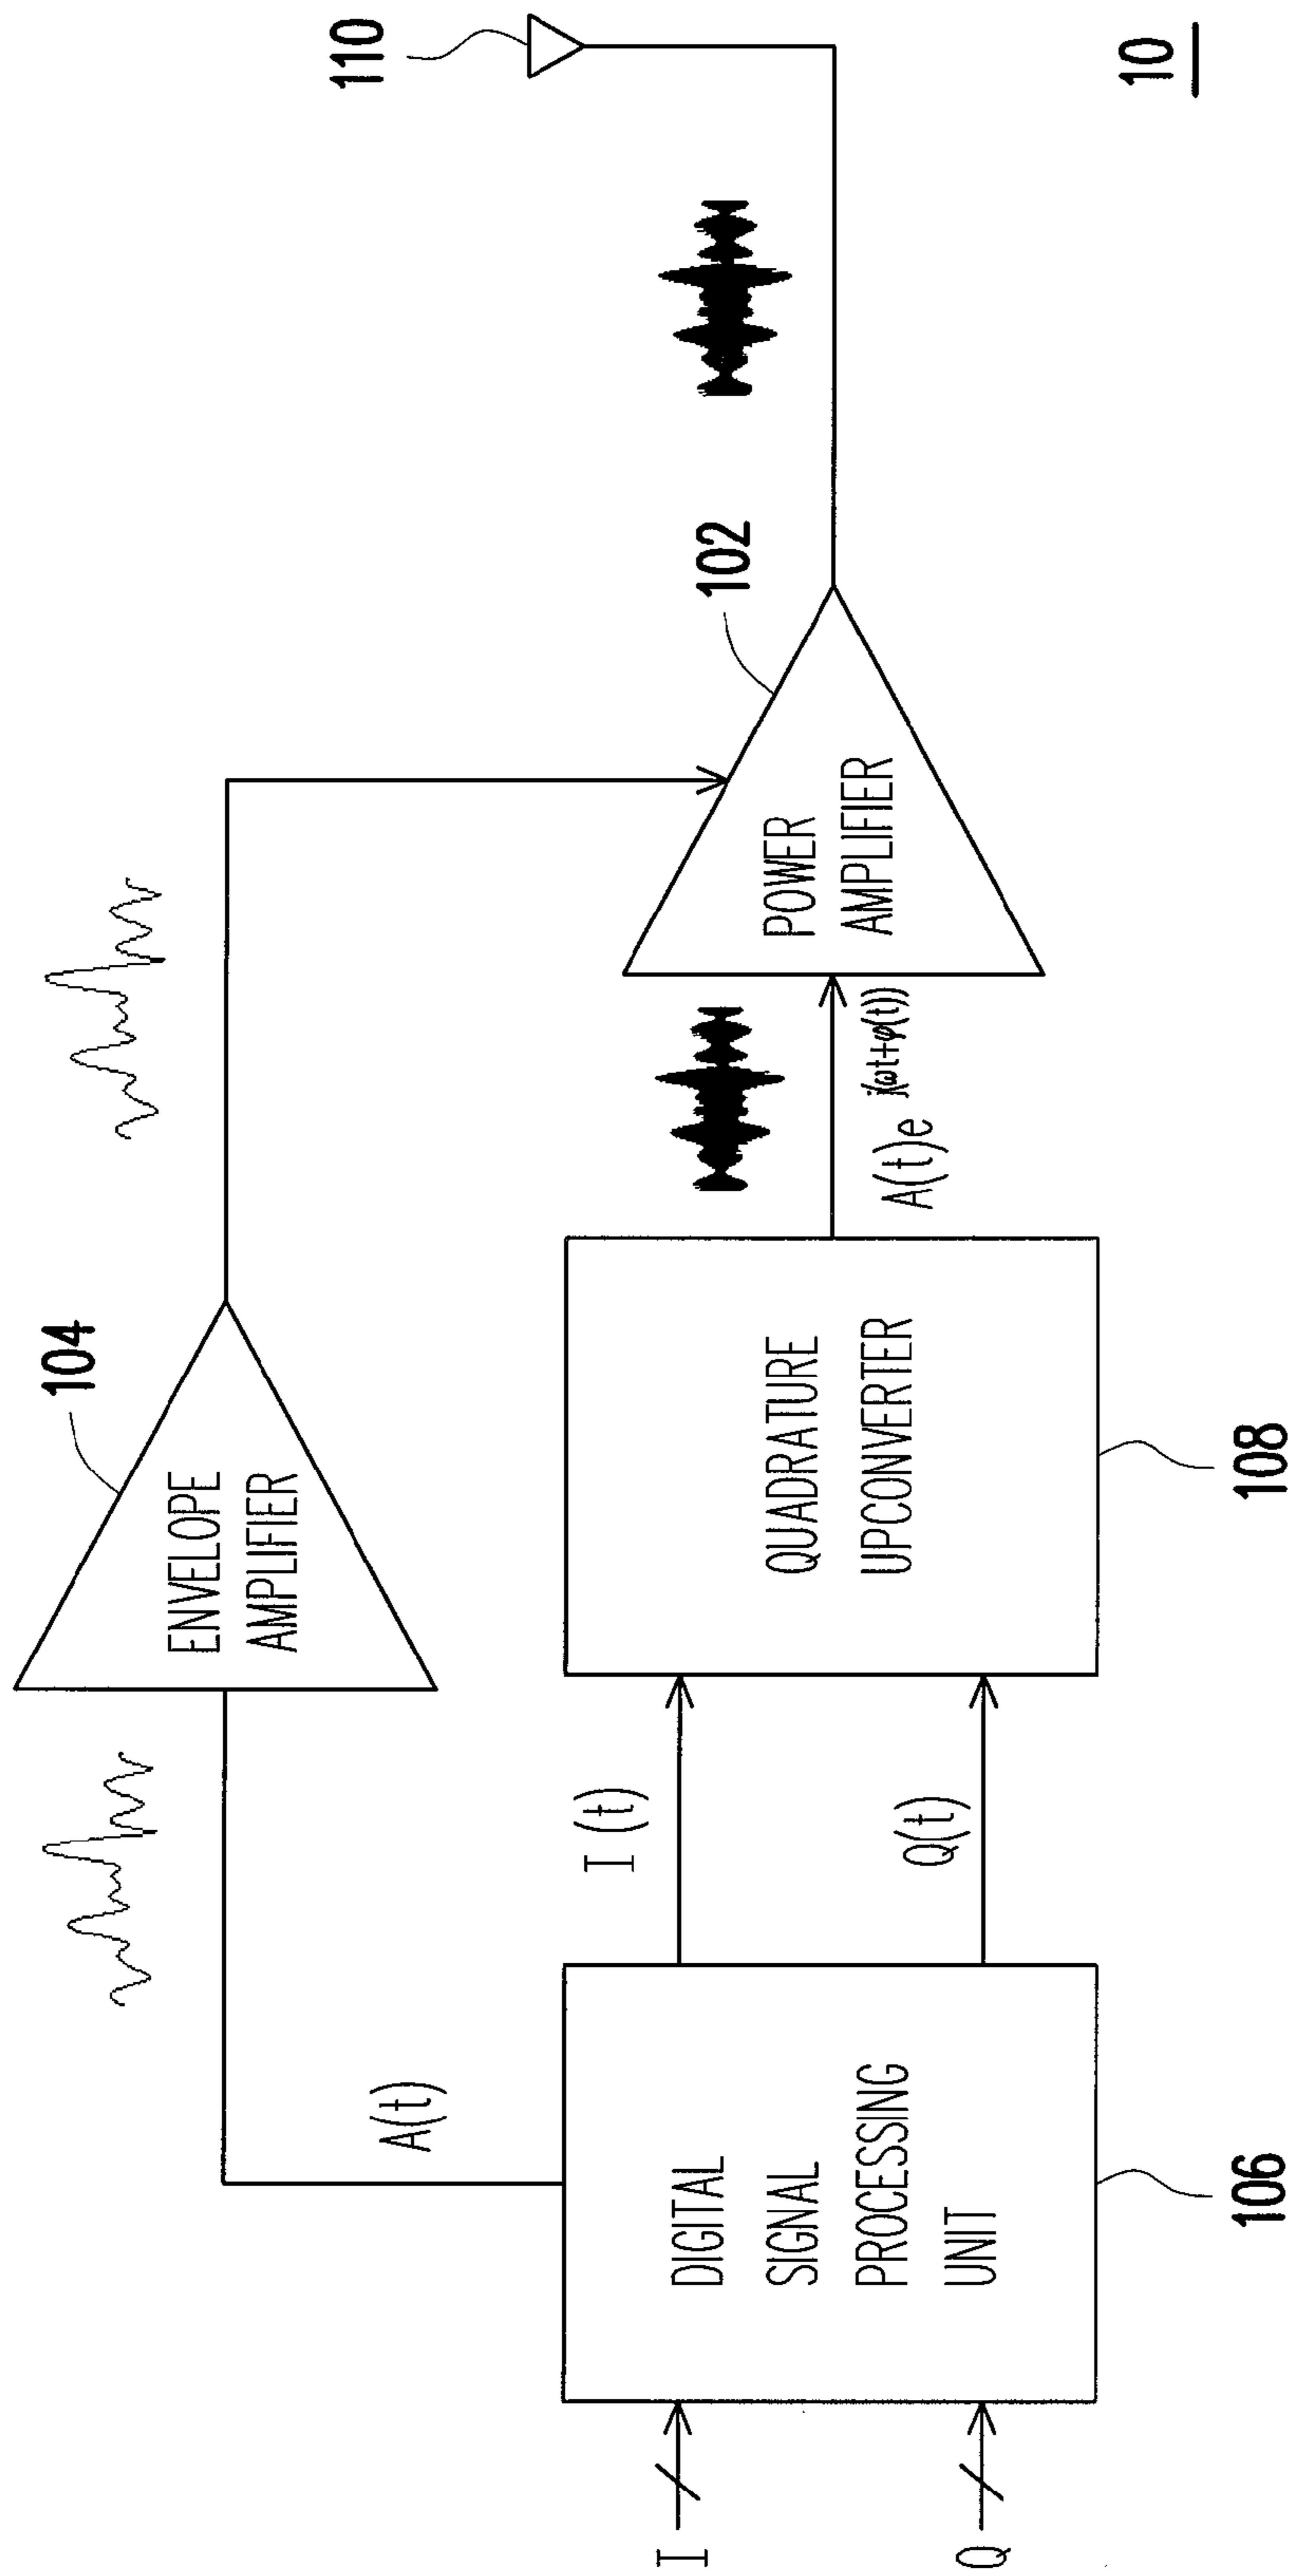 104
ENVELOPE
AMPLIFIER
A(t)
110
102
POWER
AMPLIFIER
I
I(t)
DIGITAL
SIGNAL
PROCESSING
UNIT
QUADRATURE
UPCONVERTER
A(t)e j(ωt+φ(t))
Q
Q(t)
106
108
10